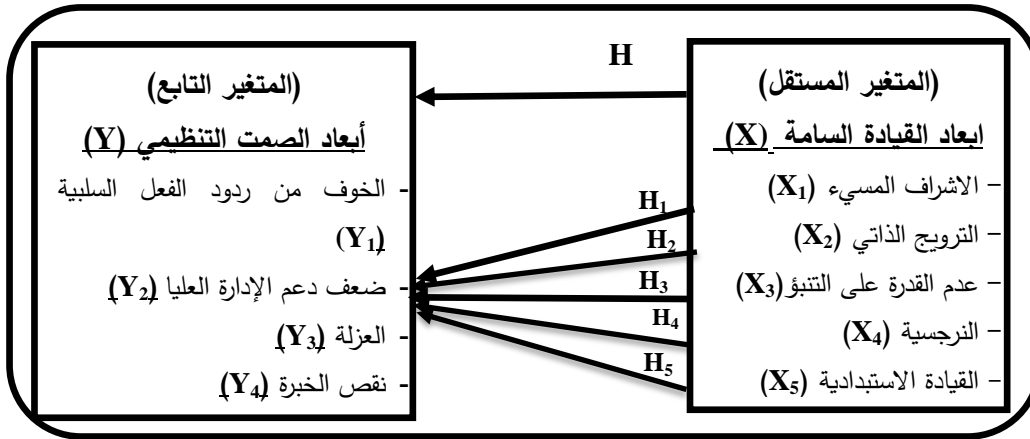 (المتغير المستقل)
ابعاد القيادة السامة (X)
- الاشراف المسيء (X₁)
- الترويج الذاتي (X₂)
- عدم القدرة على التنبؤ(X₃)
- النرجسية (X₄)
- القيادة الاستبدادية (X₅)
H
H₁
H₂
H₃
H₄
H₅
(المتغير التابع)
أبعاد الصمت التنظيمي (Y)
- الخوف من ردود الفعل السلبية
(Y₁)
- ضعف دعم الإدارة العليا (Y₂)
- العزلة (Y₃)
- نقص الخبرة (Y₄)